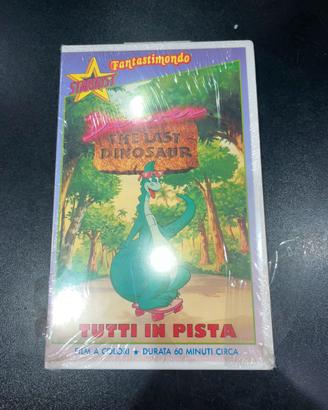 Fantastimondo
STARDUST
THE LAST
DINOSAUR
TUTTI IN PISTA
FILM A COLORI ★ DURATA 60 MINUTI CIRCA